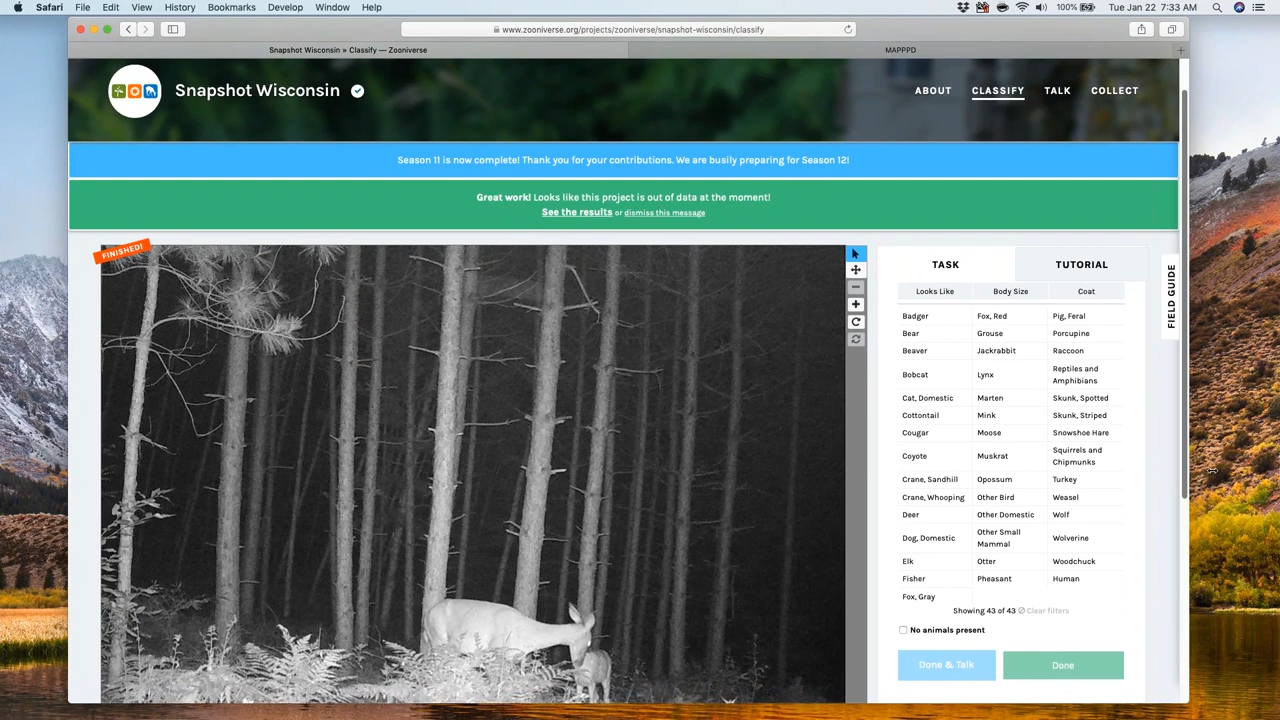 Safari File Edit View History Bookmarks Develop Window Help 100% Tue Jan 22 7:33 AM
www.zooniverse.org/projects/zooniverse/snapshot-wisconsin/classify
Snapshot Wisconsin » Classify — Zooniverse MAPPPD
Snapshot Wisconsin ABOUT CLASSIFY TALK COLLECT
Season 11 is now complete! Thank you for your contributions. We are busily preparing for Season 12!
Great work! Looks like this project is out of data at the moment!
See the results or dismiss this message
FINISHED!
TASK TUTORIAL
FIELD GUIDE
Looks Like Body Size Coat
Badger Fox, Red Pig, Feral
Bear Grouse Porcupine
Beaver Jackrabbit Raccoon
Bobcat Lynx Reptiles and
Amphibians
Cat, Domestic Marten Skunk, Spotted
Cottontail Mink Skunk, Striped
Cougar Moose Snowshoe Hare
Coyote Muskrat Squirrels and
Chipmunks
Crane, Sandhill Opossum Turkey
Crane, Whooping Other Bird Weasel
Deer Other Domestic Wolf
Dog, Domestic Other Small
Mammal Wolverine
Elk Otter Woodchuck
Fisher Pheasant Human
Fox, Gray
Showing 43 of 43 Clear filters
No animals present
Done & Talk Done